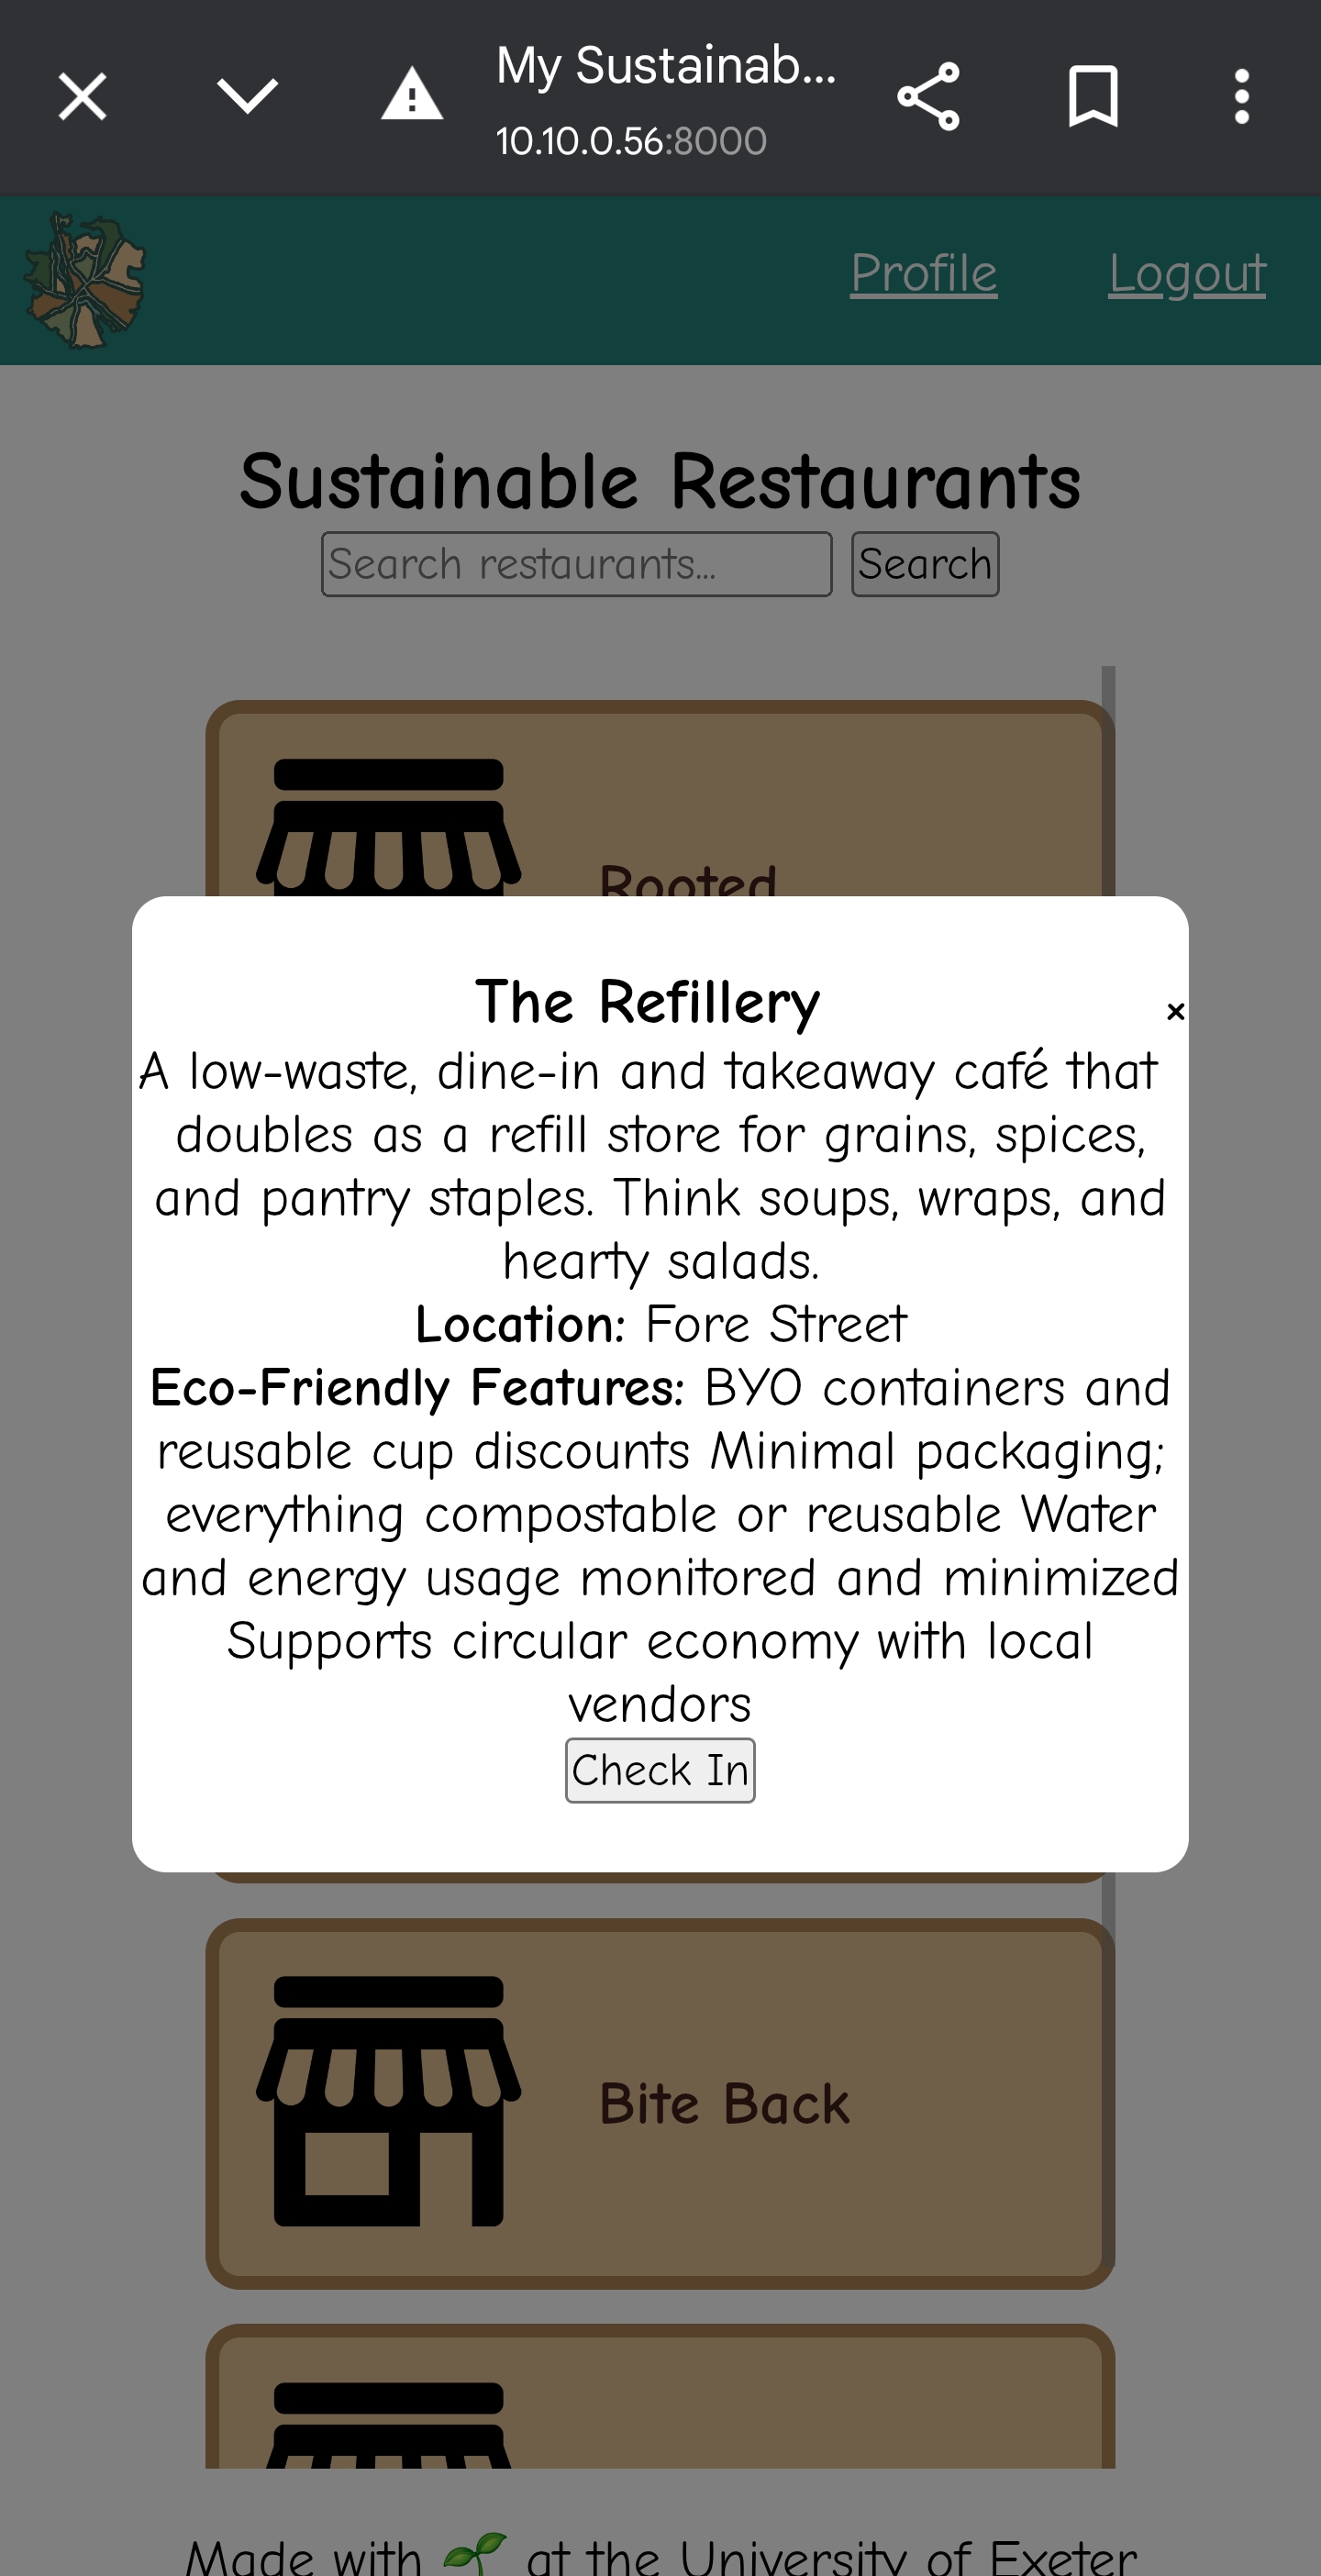 My Sustainab...
10.10.0.56:8000
Profile Logout
Sustainable Restaurants
Search restaurants... Search
Rooted
The Refillery ×
A low-waste, dine-in and takeaway café that
doubles as a refill store for grains, spices,
and pantry staples. Think soups, wraps, and
hearty salads.
Location: Fore Street
Eco-Friendly Features: BYO containers and
reusable cup discounts Minimal packaging;
everything compostable or reusable Water
and energy usage monitored and minimized
Supports circular economy with local
vendors
Check In
Bite Back
Made with 🌱 at the University of Exeter